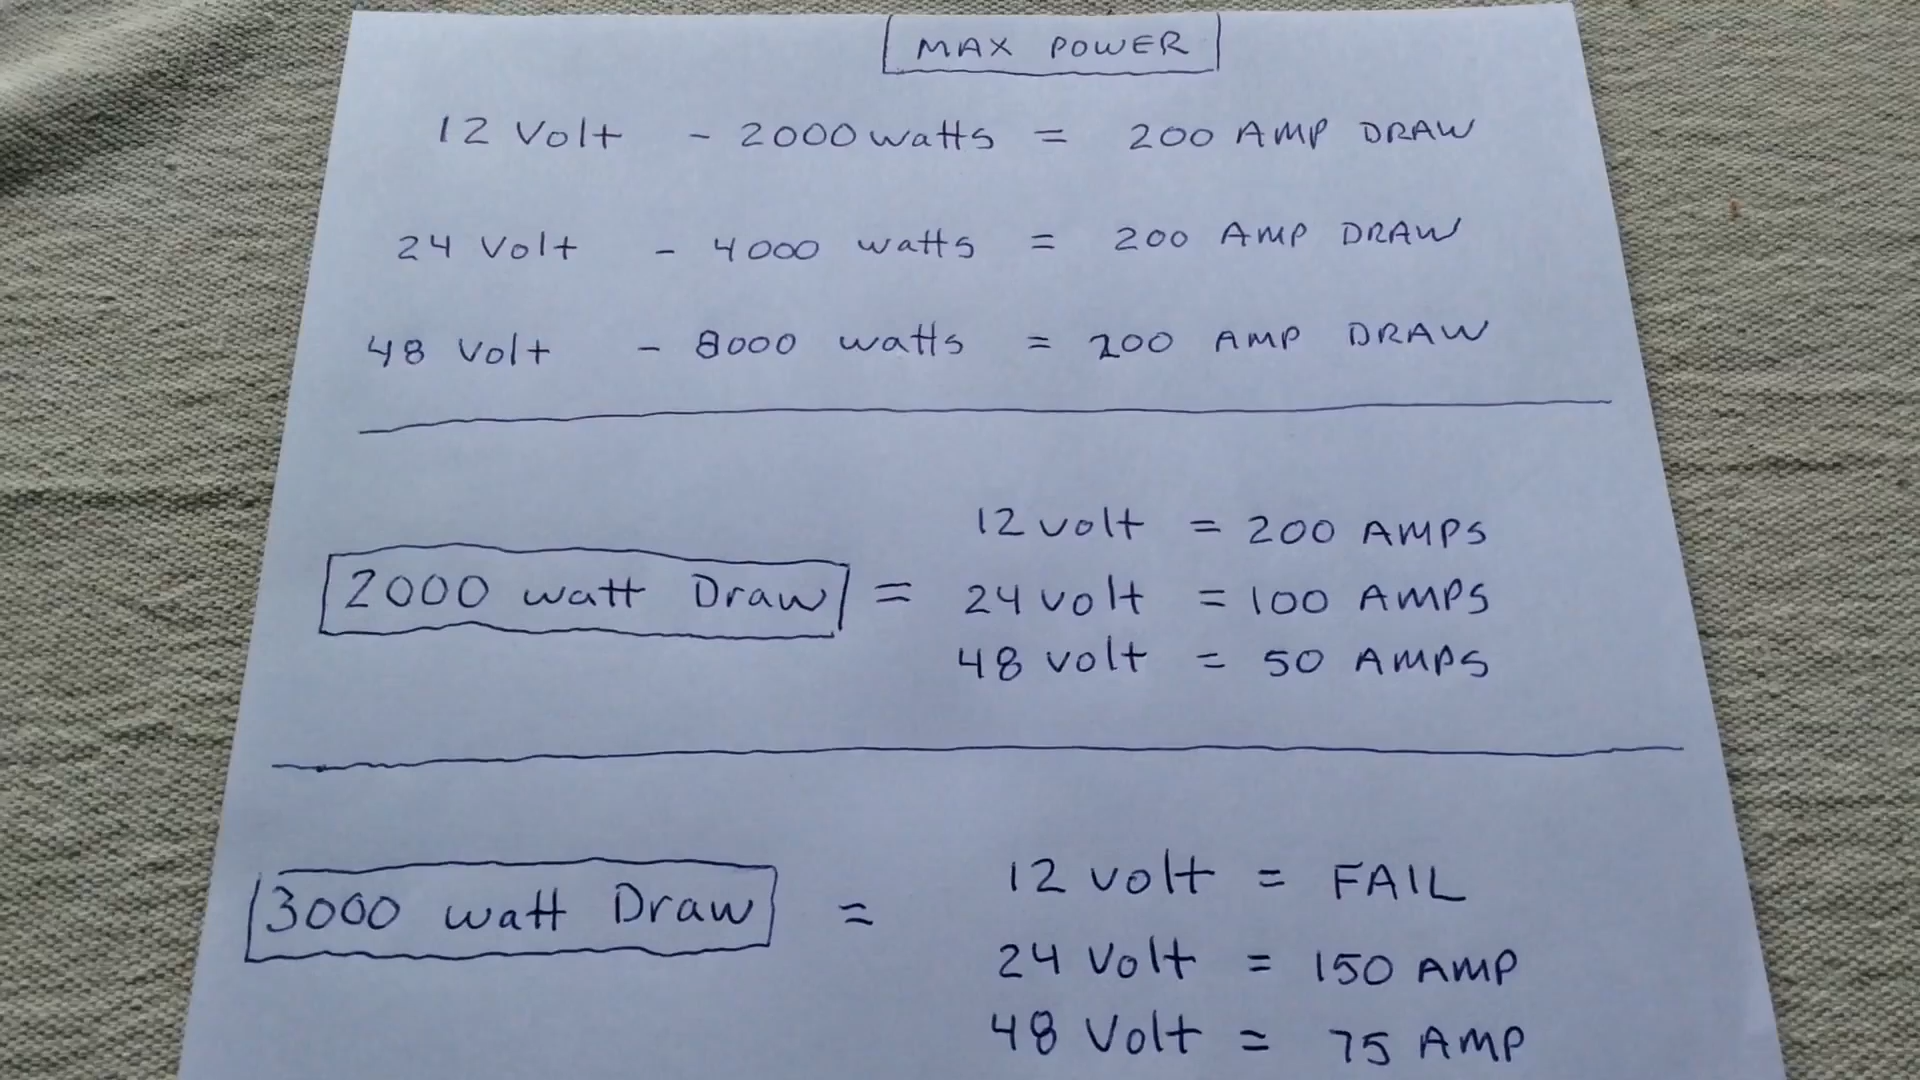 MAX POWER
12 Volt - 2000 watts = 200 AMP DRAW
24 Volt - 4000 watts = 200 AMP DRAW
48 Volt - 8000 watts = 200 AMP DRAW
12 volt = 200 AMPS
2000 watt Draw = 24 volt = 100 AMPS
48 volt = 50 AMPS
12 volt = FAIL
3000 watt Draw = 24 Volt = 150 AMP
48 Volt = 75 AMP